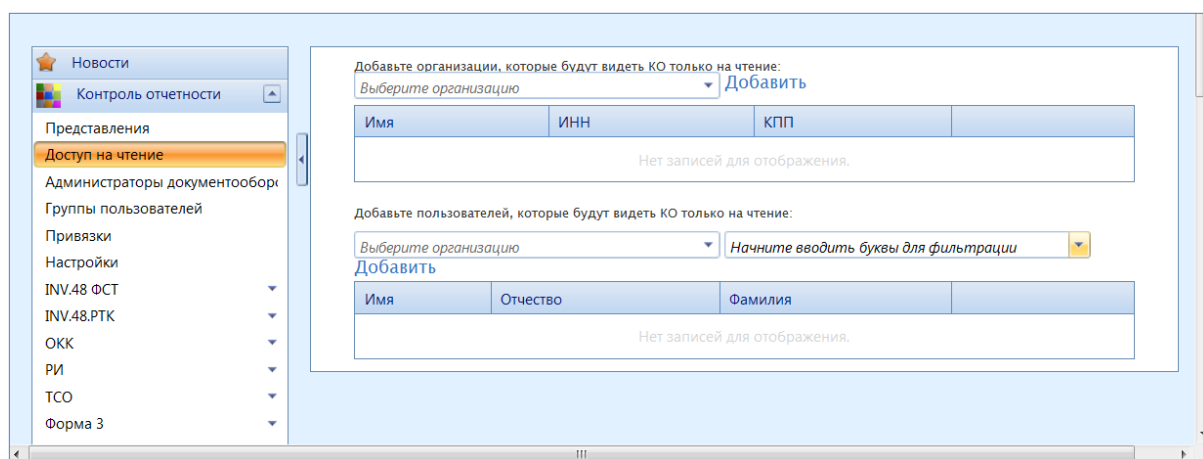 Новости
Контроль отчетности
Представления
Доступ на чтение
Администраторы документооборо
Группы пользователей
Привязки
Настройки
INV.48 ФСТ
INV.48.РТК
ОКК
РИ
ТСО
Форма 3
Добавьте организации, которые будут видеть КО только на чтение:
Выберите организацию Добавить
Имя ИНН КПП
Нет записей для отображения.
Добавьте пользователей, которые будут видеть КО только на чтение:
Выберите организацию Начните вводить буквы для фильтрации
Добавить
Имя Отчество Фамилия
Нет записей для отображения.